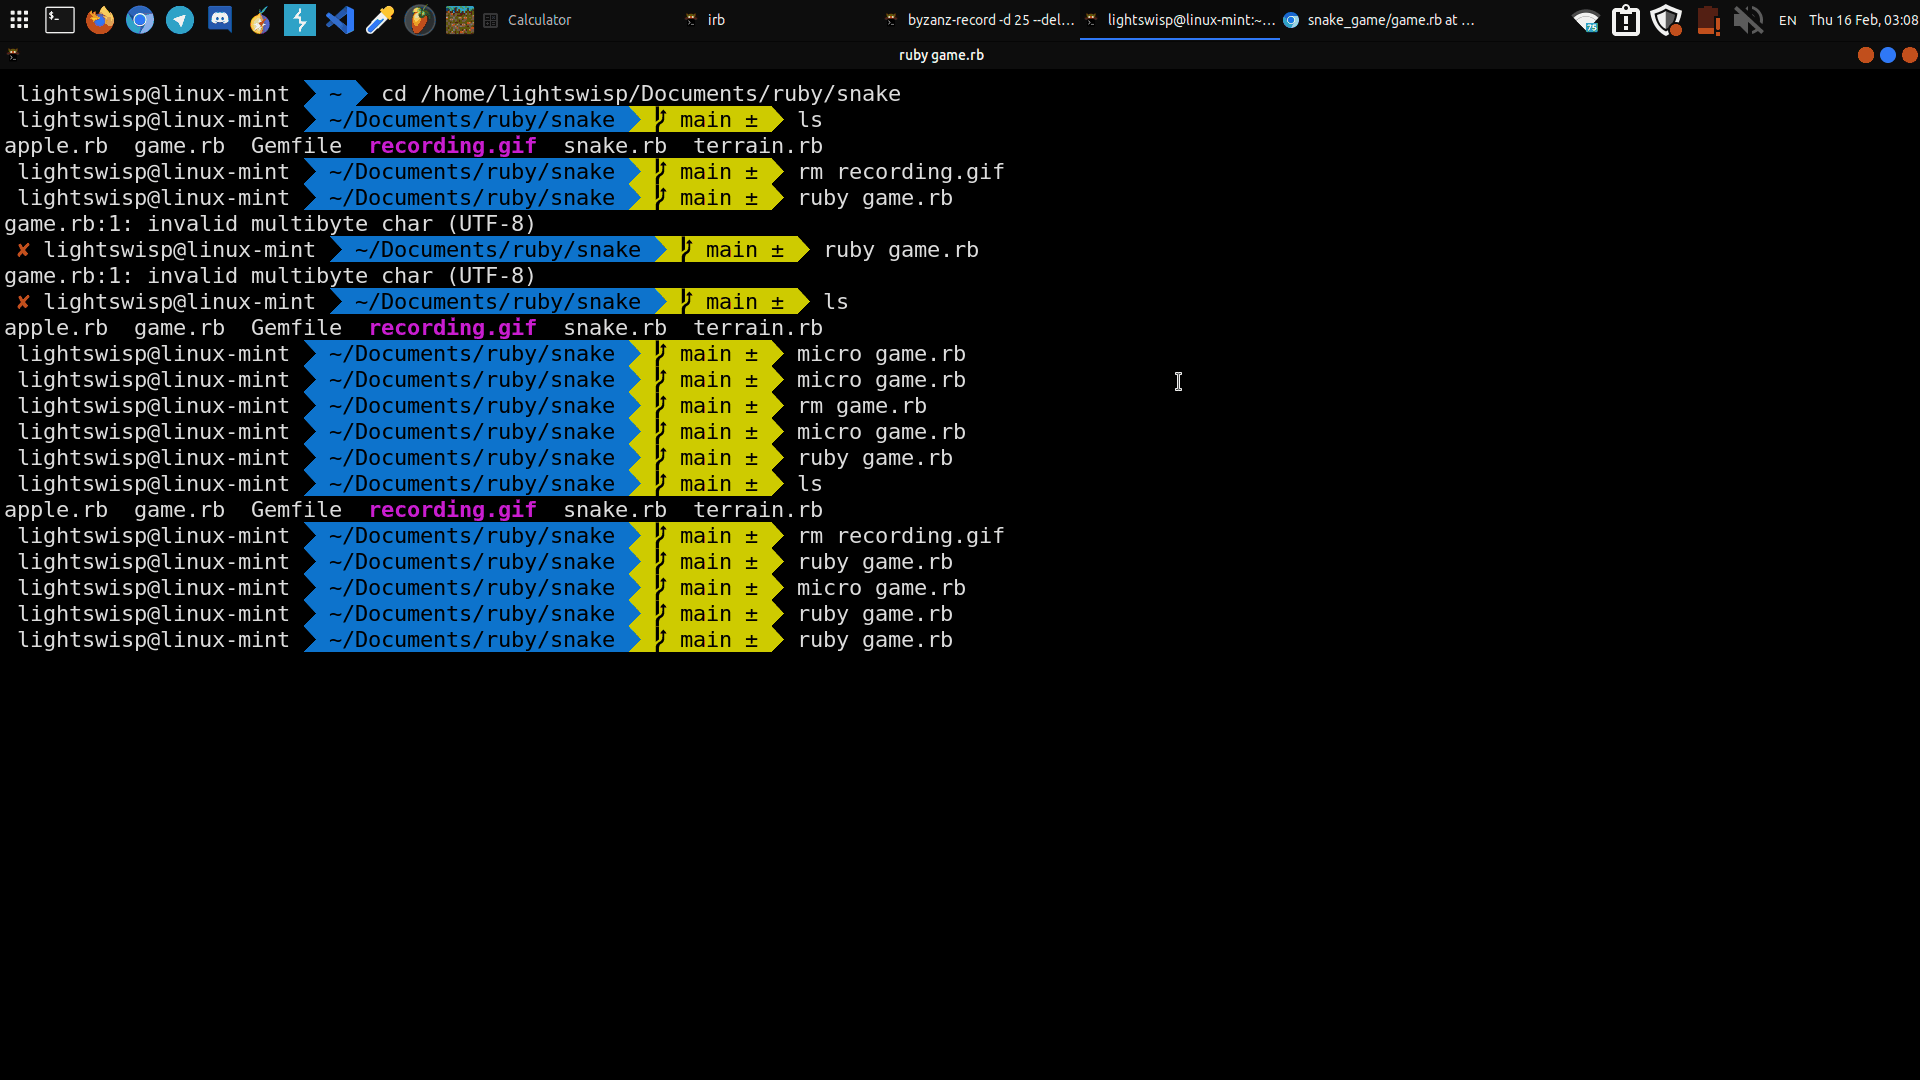 Calculator irb byzanz-record -d 25 --del... lightswisp@linux-mint:~... snake_game/game.rb at ... 75 EN Thu 16 Feb, 03:08
ruby game.rb
lightswisp@linux-mint ~ cd /home/lightswisp/Documents/ruby/snake
lightswisp@linux-mint ~/Documents/ruby/snake main ± ls
apple.rb game.rb Gemfile recording.gif snake.rb terrain.rb
lightswisp@linux-mint ~/Documents/ruby/snake main ± rm recording.gif
lightswisp@linux-mint ~/Documents/ruby/snake main ± ruby game.rb
game.rb:1: invalid multibyte char (UTF-8)
✘ lightswisp@linux-mint ~/Documents/ruby/snake main ± ruby game.rb
game.rb:1: invalid multibyte char (UTF-8)
✘ lightswisp@linux-mint ~/Documents/ruby/snake main ± ls
apple.rb game.rb Gemfile recording.gif snake.rb terrain.rb
lightswisp@linux-mint ~/Documents/ruby/snake main ± micro game.rb
lightswisp@linux-mint ~/Documents/ruby/snake main ± micro game.rb
lightswisp@linux-mint ~/Documents/ruby/snake main ± rm game.rb
lightswisp@linux-mint ~/Documents/ruby/snake main ± micro game.rb
lightswisp@linux-mint ~/Documents/ruby/snake main ± ruby game.rb
lightswisp@linux-mint ~/Documents/ruby/snake main ± ls
apple.rb game.rb Gemfile recording.gif snake.rb terrain.rb
lightswisp@linux-mint ~/Documents/ruby/snake main ± rm recording.gif
lightswisp@linux-mint ~/Documents/ruby/snake main ± ruby game.rb
lightswisp@linux-mint ~/Documents/ruby/snake main ± micro game.rb
lightswisp@linux-mint ~/Documents/ruby/snake main ± ruby game.rb
lightswisp@linux-mint ~/Documents/ruby/snake main ± ruby game.rb